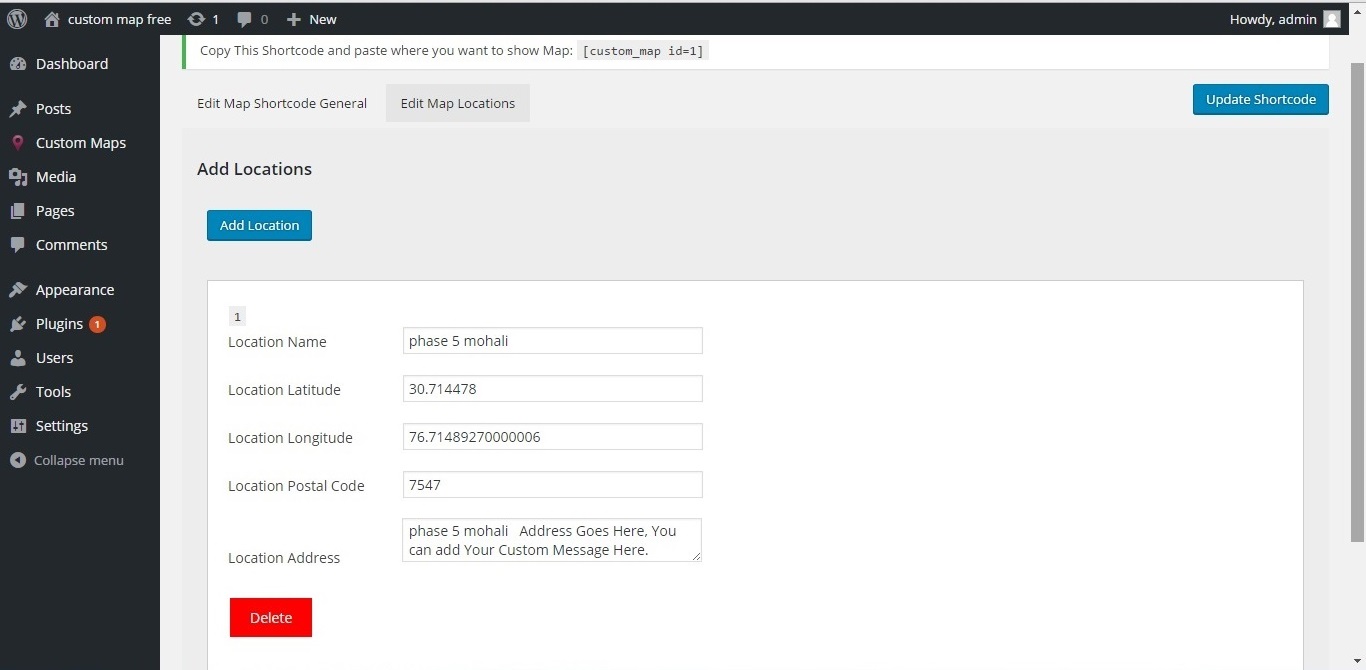 custom map free 1 0 New Howdy, admin
Copy This Shortcode and paste where you want to show Map: [custom_map id=1]
Dashboard
Posts
Custom Maps
Media
Pages
Comments
Appearance
Plugins 1
Users
Tools
Settings
Collapse menu
Edit Map Shortcode General Edit Map Locations Update Shortcode
Add Locations
Add Location
1
Location Name phase 5 mohali
Location Latitude 30.714478
Location Longitude 76.71489270000006
Location Postal Code 7547
Location Address phase 5 mohali   Address Goes Here, You
can add Your Custom Message Here.
Delete